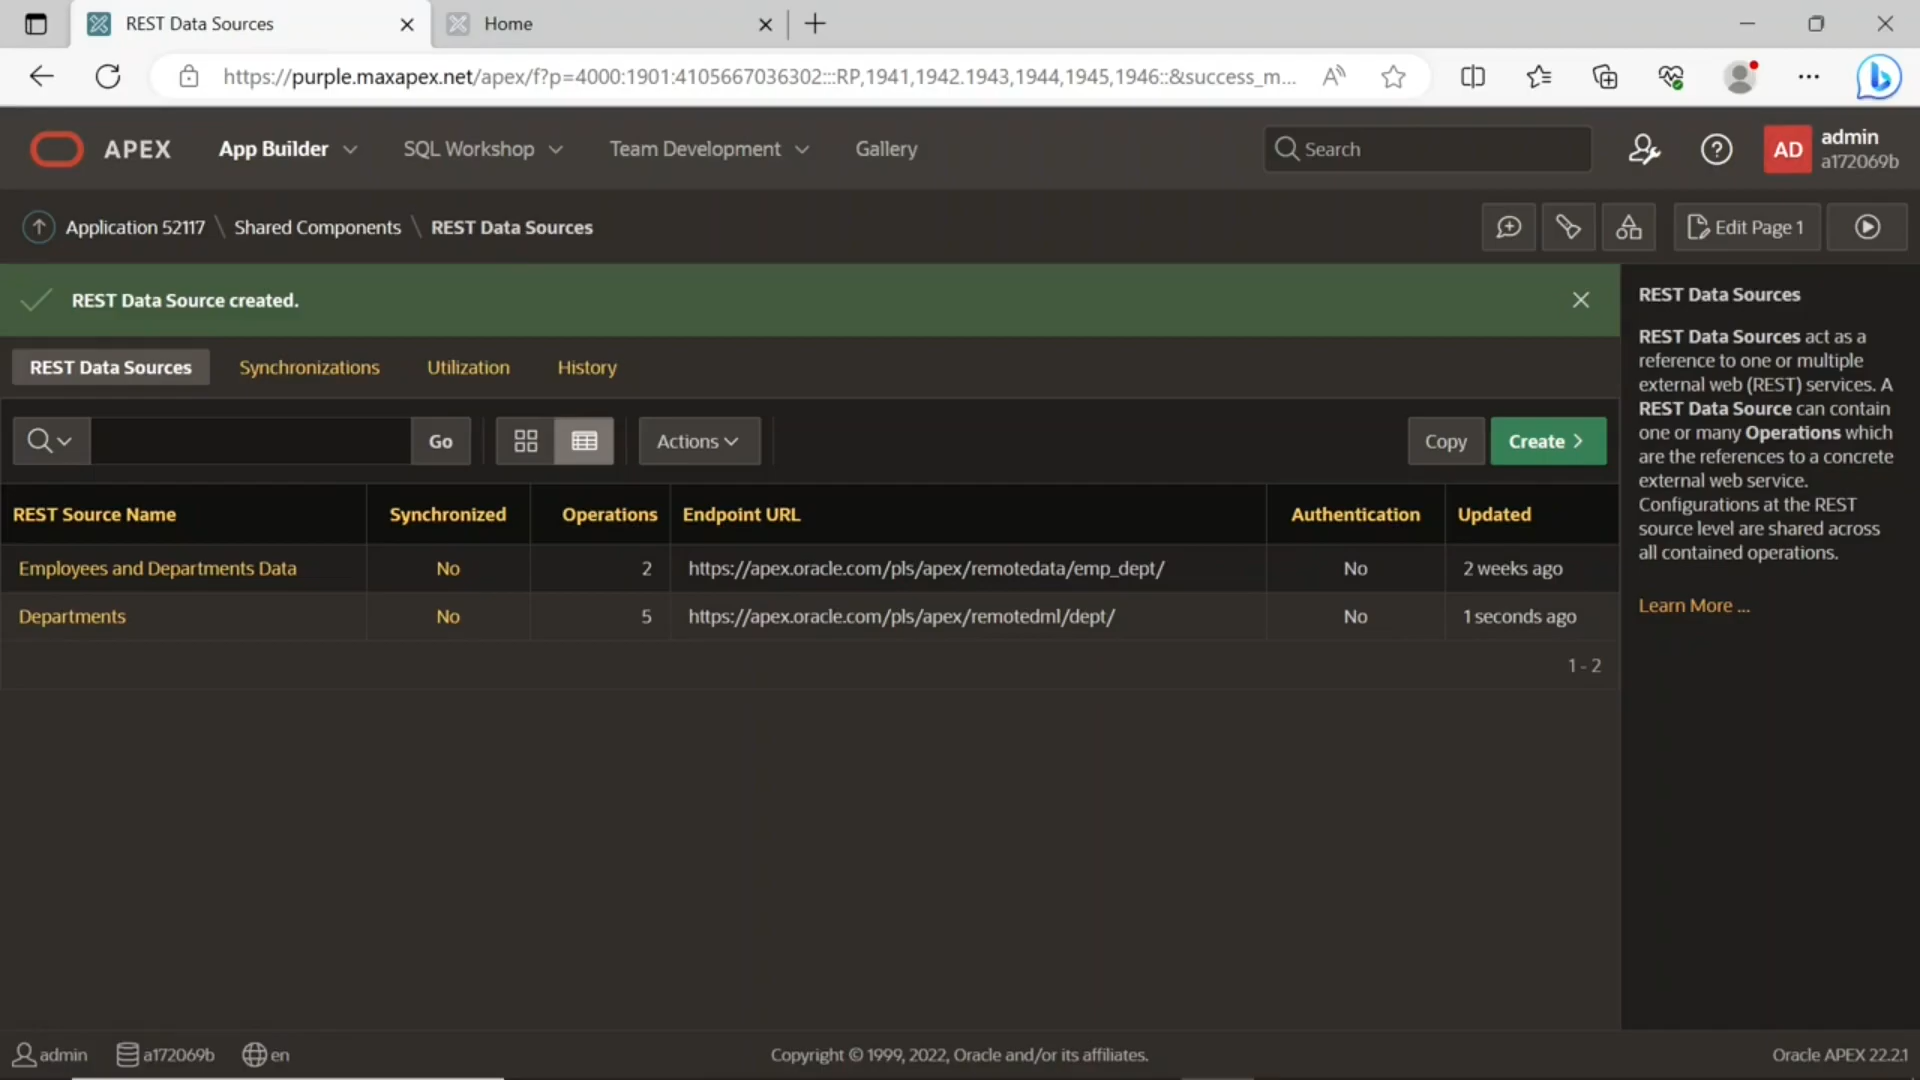 REST Data Sources
Home
https://purple.maxapex.net/apex/f?p=4000:1901:4105667036302:::RP,1941,1942.1943,1944,1945,1946::&success_m...
APEX
App Builder
SQL Workshop
Team Development
Gallery
Search
AD
admin
a172069b
Application 52117 \ Shared Components \ REST Data Sources
Edit Page 1
REST Data Source created.
REST Data Sources
Synchronizations
Utilization
History
Go
Actions
Copy
Create
REST Source Name Synchronized Operations Endpoint URL Authentication Updated
Employees and Departments Data No 2 https://apex.oracle.com/pls/apex/remotedata/emp_dept/ No 2 weeks ago
Departments No 5 https://apex.oracle.com/pls/apex/remotedml/dept/ No 1 seconds ago
1 - 2
REST Data Sources
REST Data Sources act as a
reference to one or multiple
external web (REST) services. A
REST Data Source can contain
one or many Operations which
are the references to a concrete
external web service.
Configurations at the REST
source level are shared across
all contained operations.
Learn More ...
admin
a172069b
en
Copyright © 1999, 2022, Oracle and/or its affiliates.
Oracle APEX 22.2.1